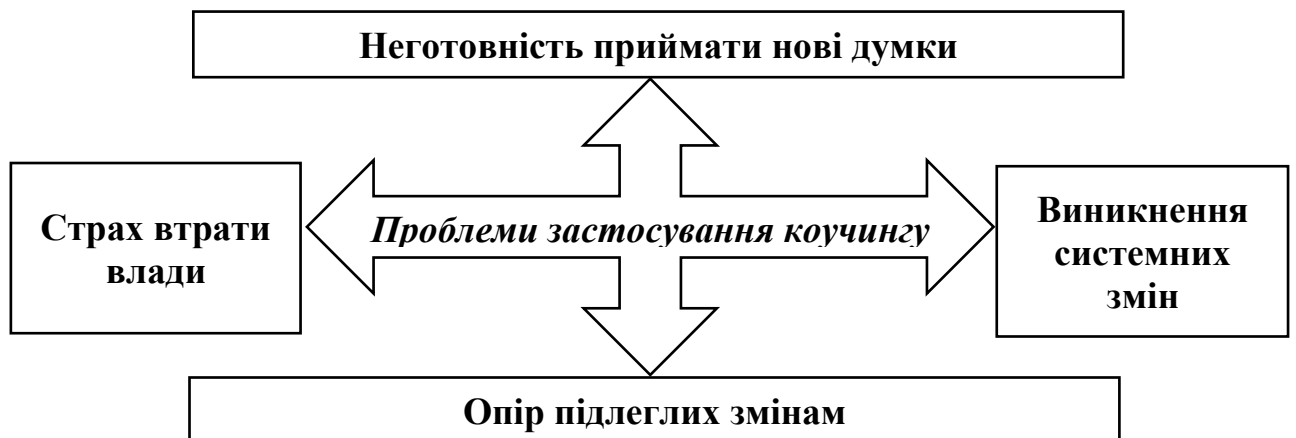 Неготовність приймати нові думки
Страх втрати
влади
Проблеми застосування коучингу
Виникнення
системних
змін
Опір підлеглих змінам